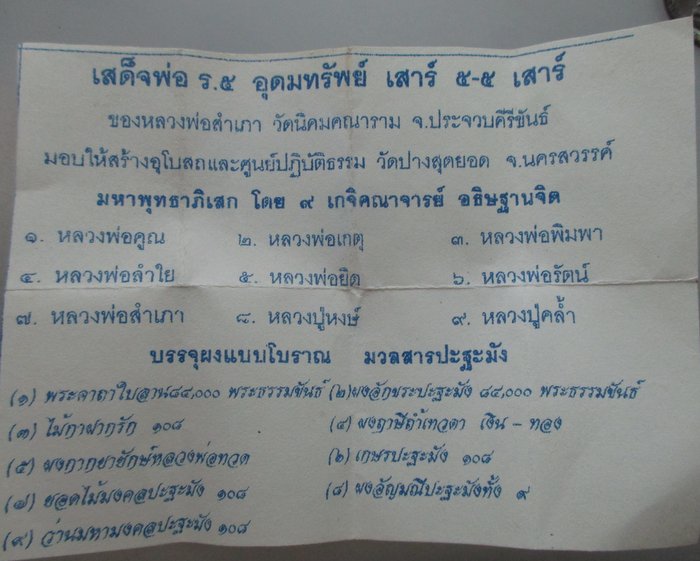 เสด็จพ่อ ร.๕ อุดมทรัพย์ เสาร์ ๕-๕ เสาร์
ของหลวงพ่อสำเภา วัดนิคมคณาราม จ.ประจวบคีรีขันธ์
มอบให้สร้างอุโบสถและศูนย์ปฏิบัติธรรม วัดปางสุดยอด จ.นครสวรรค์
มหาพุทธาภิเสก โดย ๙ เกจิคณาจารย์ อธิษฐานจิต
๑. หลวงพ่อคูณ ๒. หลวงพ่อเกตุ ๓. หลวงพ่อพิมพา
๔. หลวงพ่อลำใย ๕. หลวงพ่อยิด ๖. หลวงพ่อรัตน์
๗. หลวงพ่อสำเภา ๘. หลวงปู่หงษ์ ๙. หลวงปู่คล้ำ
บรรจุผงแบบโบราณ มวลสารปะฐะมัง
(๑) พระคาถาใบลาน๘๔,๐๐๐ พระธรรมขันธ์ (๒) ผงอักขระปะฐะมัง ๘๔,๐๐๐ พระธรรมขันธ์
(๓) ไม้กาฝากรัก ๑๐๘ (๔) ผงฤาษีถ้ำเทวดา เงิน - ทอง
(๕) ผงกากยายักษ์หลวงพ่อทวด (๖) เกษรปะฐะมัง ๑๐๘
(๗) ยอดไม้มงคลปะฐะมัง ๑๐๘ (๘) ผงอัญมณีปะฐะมังทั้ง ๙
(๙) ว่านมหามงคลปะฐะมัง ๑๐๘